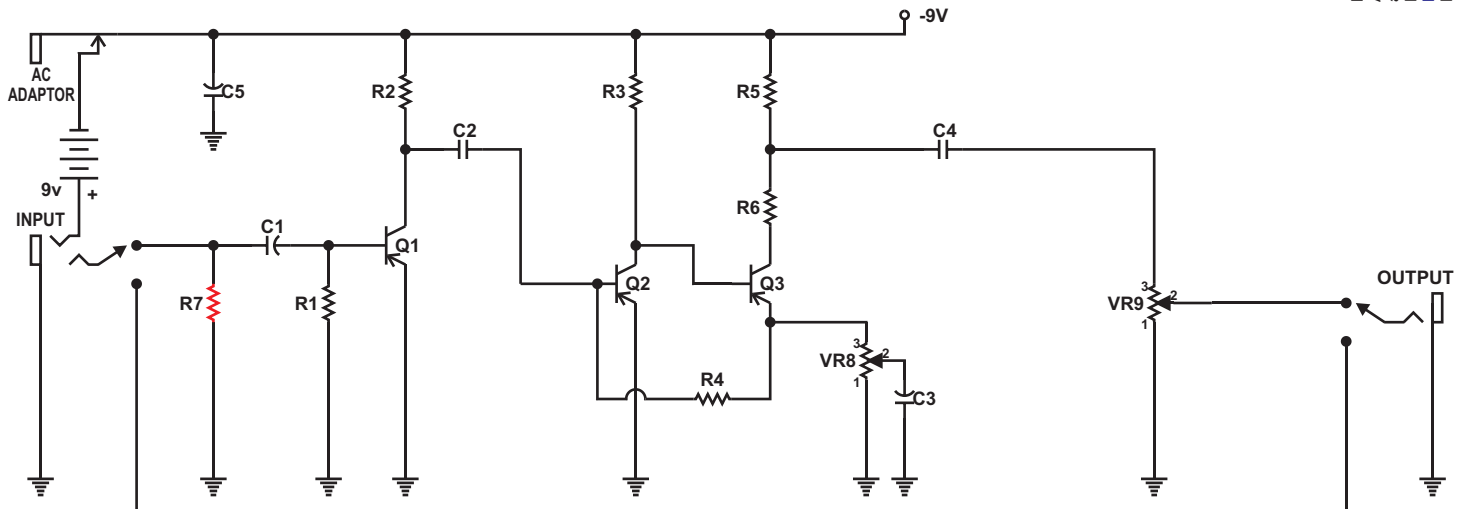 -9V
AC
ADAPTOR
C5
R2
R3
R5
C2
C4
9v
+
R6
INPUT
C1
Q1
Q2
Q3
OUTPUT
R7
R1
3
VR9
2
1
3
VR8
2
1
R4
C3